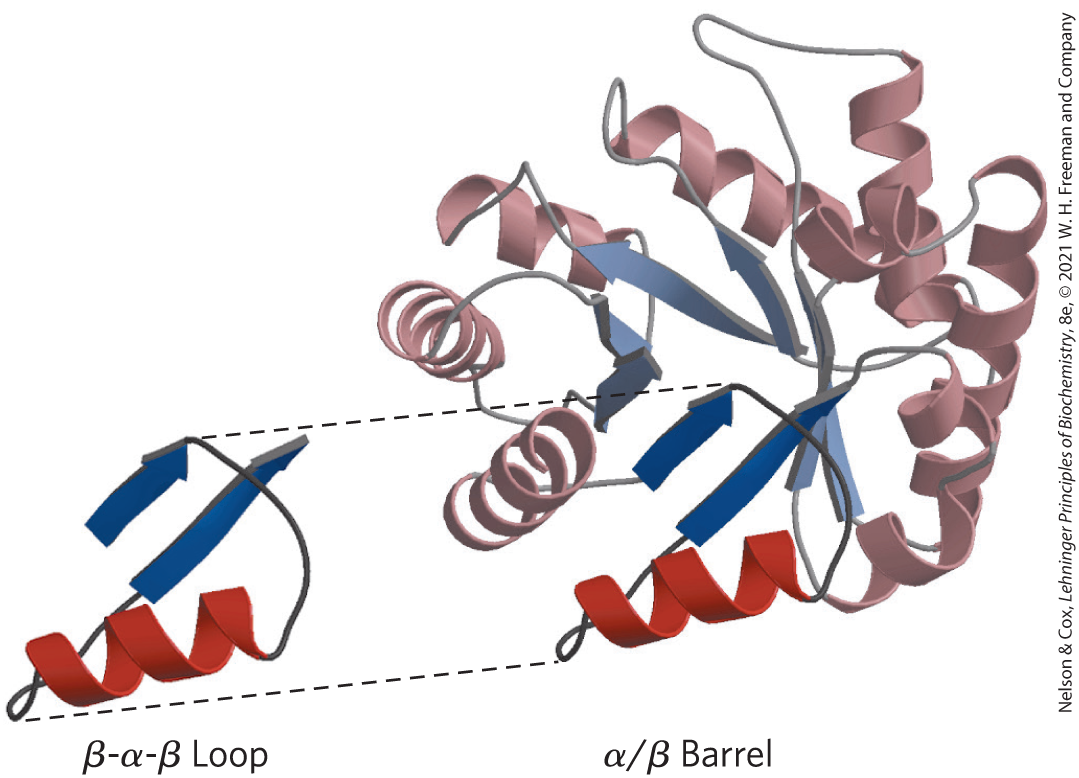 β-α-β Loop
α/β Barrel
Nelson & Cox, Lehninger Principles of Biochemistry, 8e, © 2021 W. H. Freeman and Company